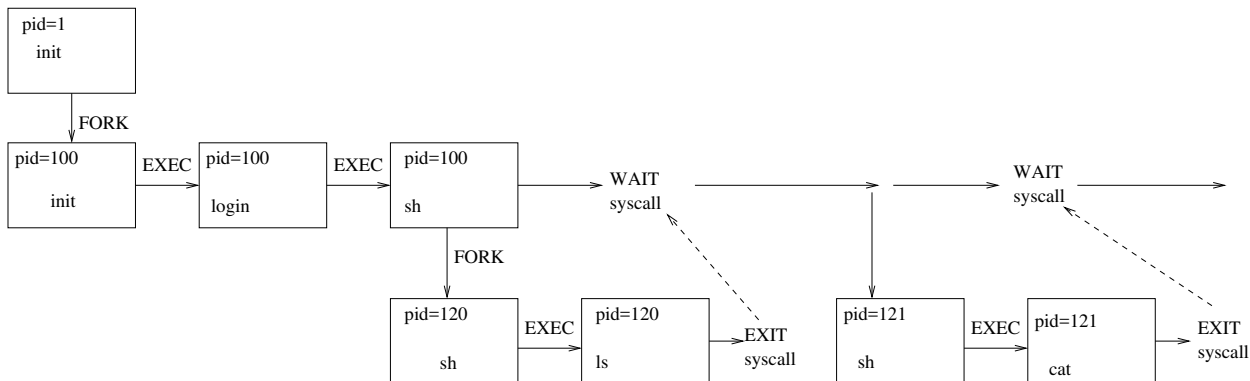 pid=1
init
FORK
pid=100
init
EXEC
pid=100
login
EXEC
pid=100
sh
WAIT
syscall
WAIT
syscall
FORK
pid=120
sh
EXEC
pid=120
ls
EXIT
syscall
pid=121
sh
EXEC
pid=121
cat
EXIT
syscall